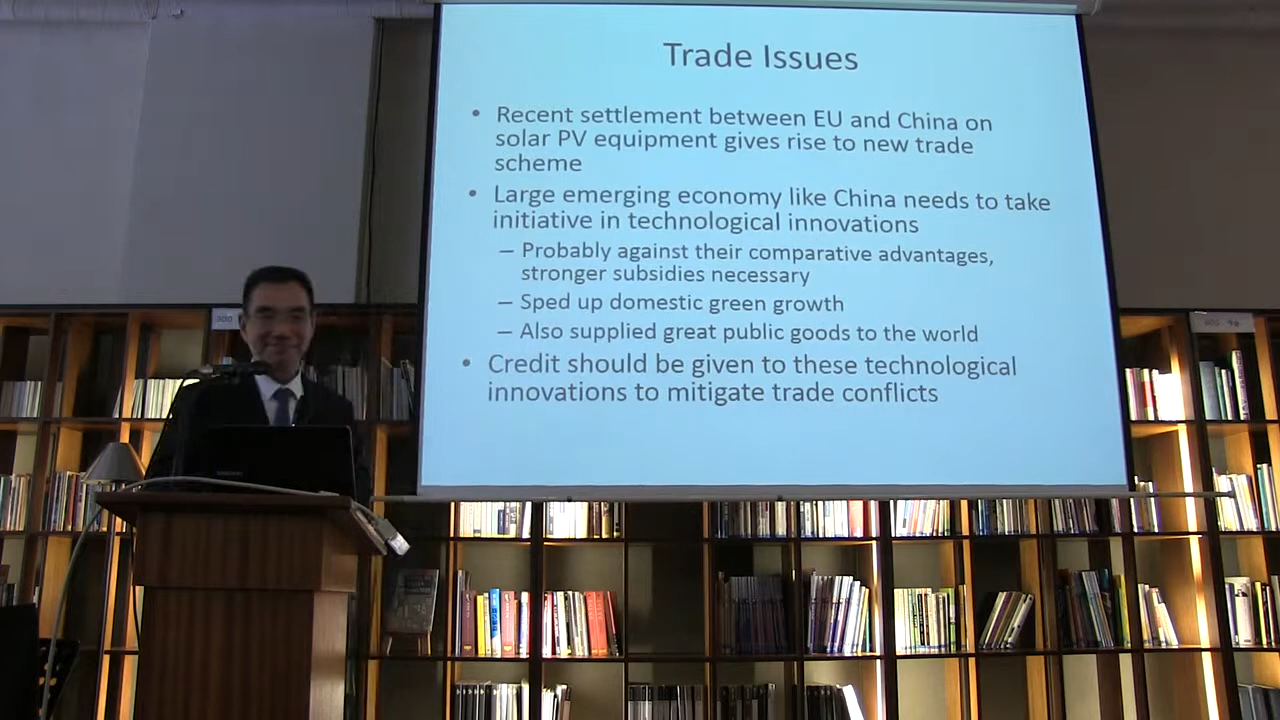 Trade Issues
• Recent settlement between EU and China on
solar PV equipment gives rise to new trade
scheme
• Large emerging economy like China needs to take
initiative in technological innovations
– Probably against their comparative advantages,
stronger subsidies necessary
– Sped up domestic green growth
– Also supplied great public goods to the world
• Credit should be given to these technological
innovations to mitigate trade conflicts